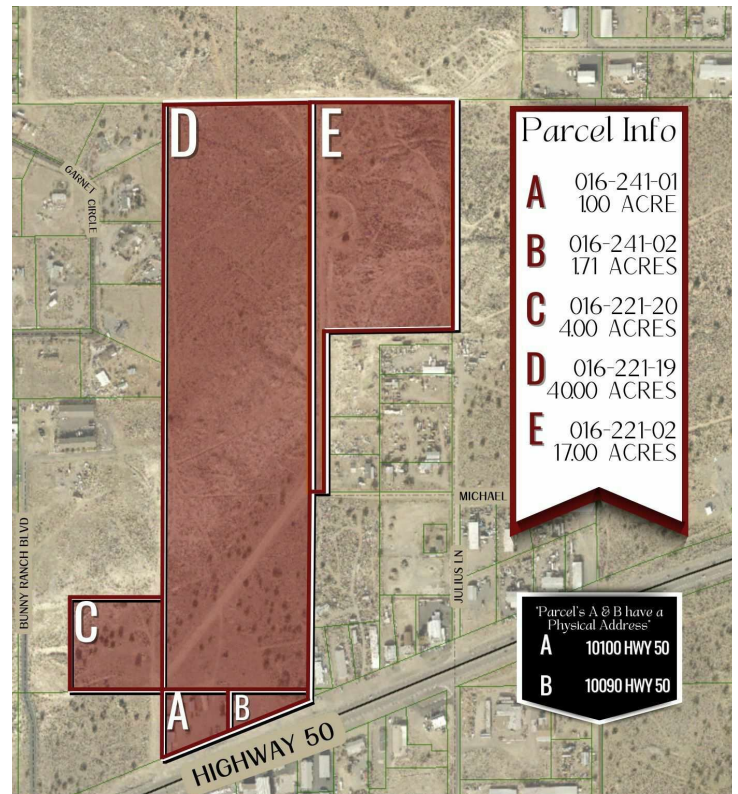 D
E
GARNET
CIRCLE
BUNNY RANCH BLVD
C
A
B
HIGHWAY 50
MICHAEL
JULIUS LN
Parcel Info
A 016-241-01
1.00 ACRE
B 016-241-02
1.71 ACRES
C 016-221-20
4.00 ACRES
D 016-221-19
40.00 ACRES
E 016-221-02
17.00 ACRES
"Parcel's A & B have a
Physical Address"
A 10100 HWY 50
B 10090 HWY 50